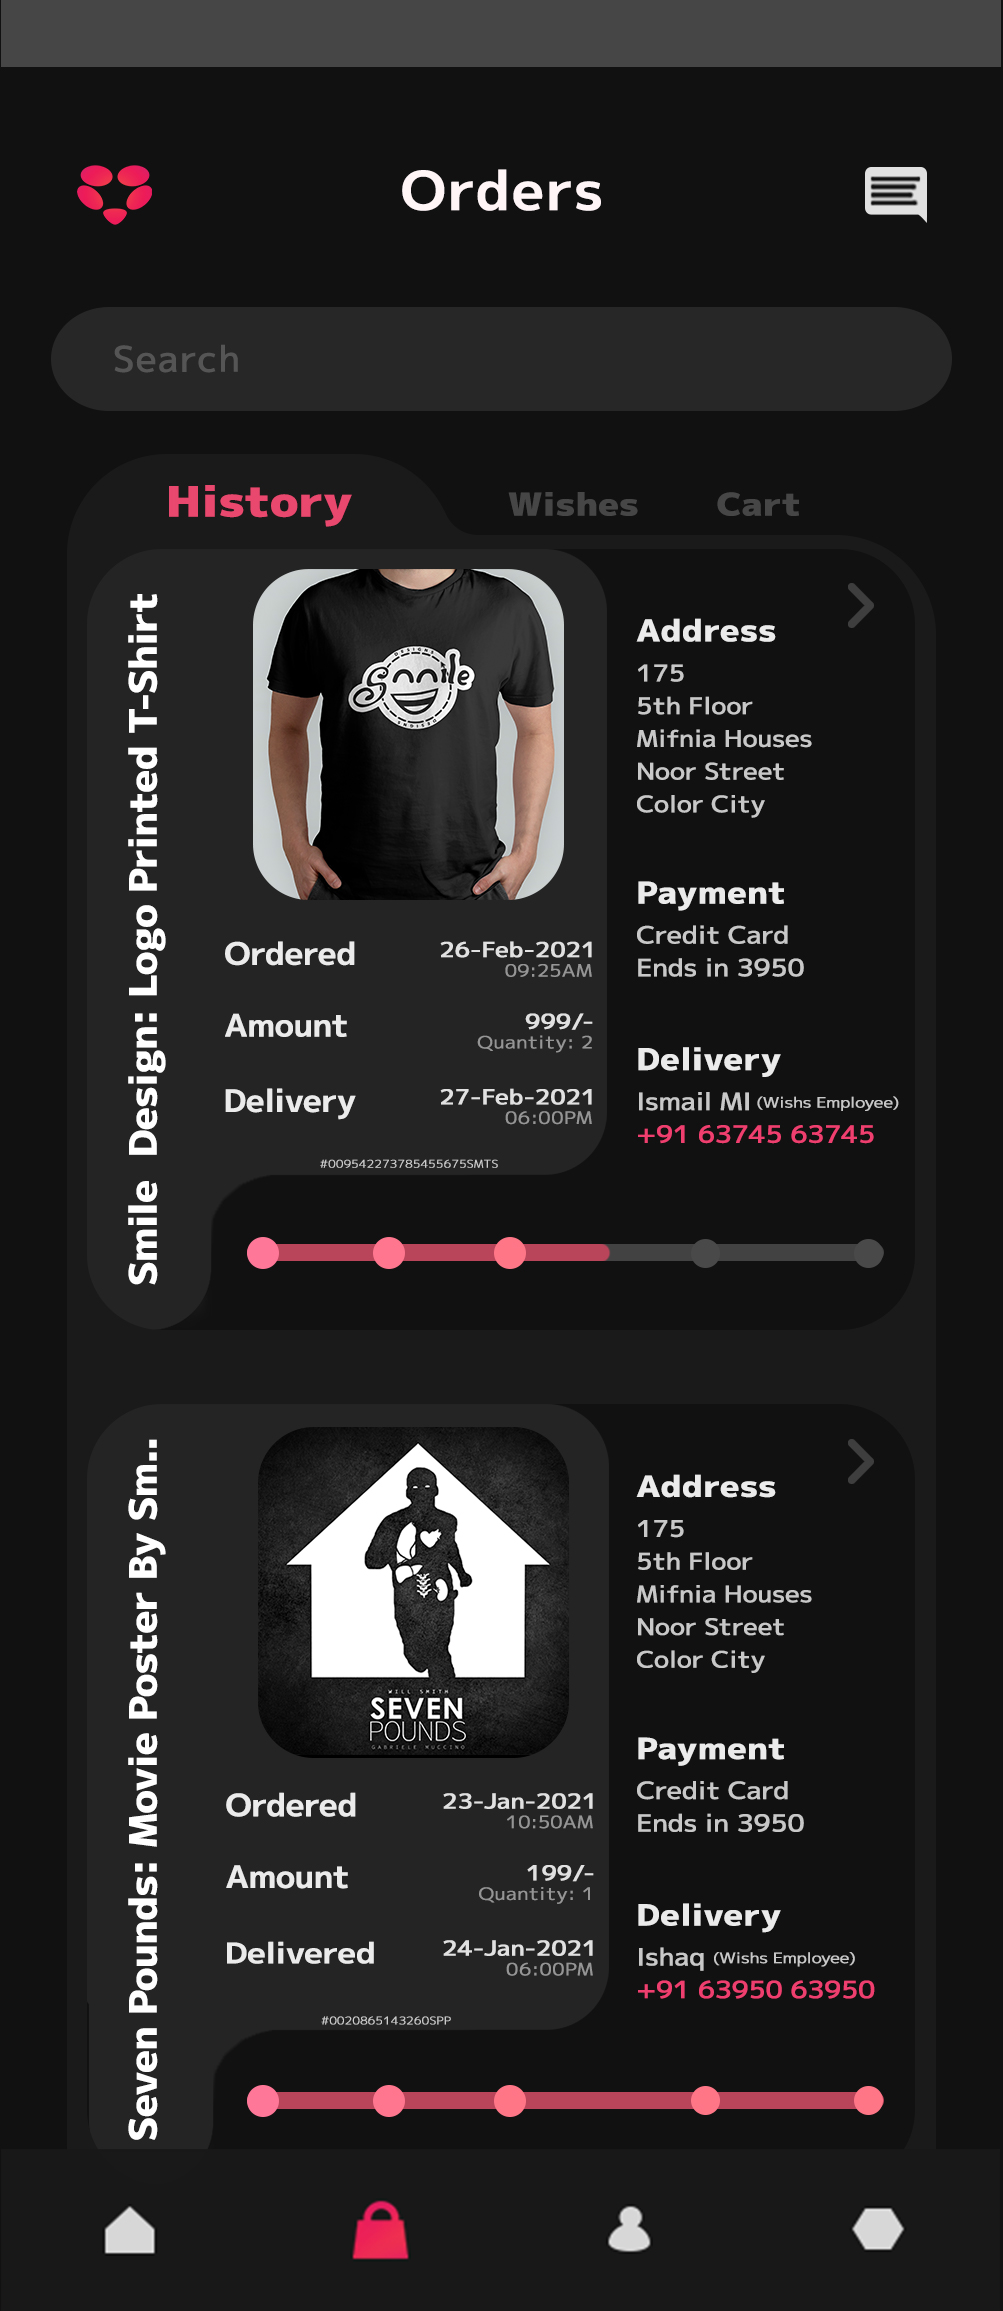 Orders
Search
History
Wishes
Cart
Smile Design: Logo Printed T-Shirt
DESIGNS
Smile
DESIGNS
Ordered
26-Feb-2021
09:25AM
Amount
999/-
Quantity: 2
Delivery
27-Feb-2021
06:00PM
#009542273785455675SMTS
Address
175
5th Floor
Mifnia Houses
Noor Street
Color City
Payment
Credit Card
Ends in 3950
Delivery
Ismail MI (Wishs Employee)
+91 63745 63745
Seven Pounds: Movie Poster By Sm..
WILL SMITH
SEVEN
POUNDS
GABRIELE MUCCINO
Ordered
23-Jan-2021
10:50AM
Amount
199/-
Quantity: 1
Delivered
24-Jan-2021
06:00PM
#0020865143260SPP
Address
175
5th Floor
Mifnia Houses
Noor Street
Color City
Payment
Credit Card
Ends in 3950
Delivery
Ishaq (Wishs Employee)
+91 63950 63950